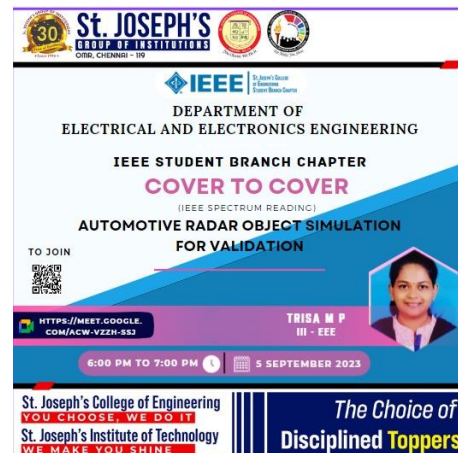 30
St. JOSEPH'S
GROUP OF INSTITUTIONS
OMR, CHENNAI - 119
IEEE
St. Joseph's College
of Engineering
Student Branch Chapter
DEPARTMENT OF
ELECTRICAL AND ELECTRONICS ENGINEERING
IEEE STUDENT BRANCH CHAPTER
COVER TO COVER
(IEEE SPECTRUM READING)
AUTOMOTIVE RADAR OBJECT SIMULATION
FOR VALIDATION
TO JOIN
HTTPS://MEET.GOOGLE.
COM/ACW-VZZH-SSJ
TRISA M P
III - EEE
6:00 PM TO 7:00 PM
5 SEPTEMBER 2023
St. Joseph's College of Engineering
YOU CHOOSE, WE DO IT
St. Joseph's Institute of Technology
WE MAKE YOU SHINE
The Choice of
Disciplined Toppers